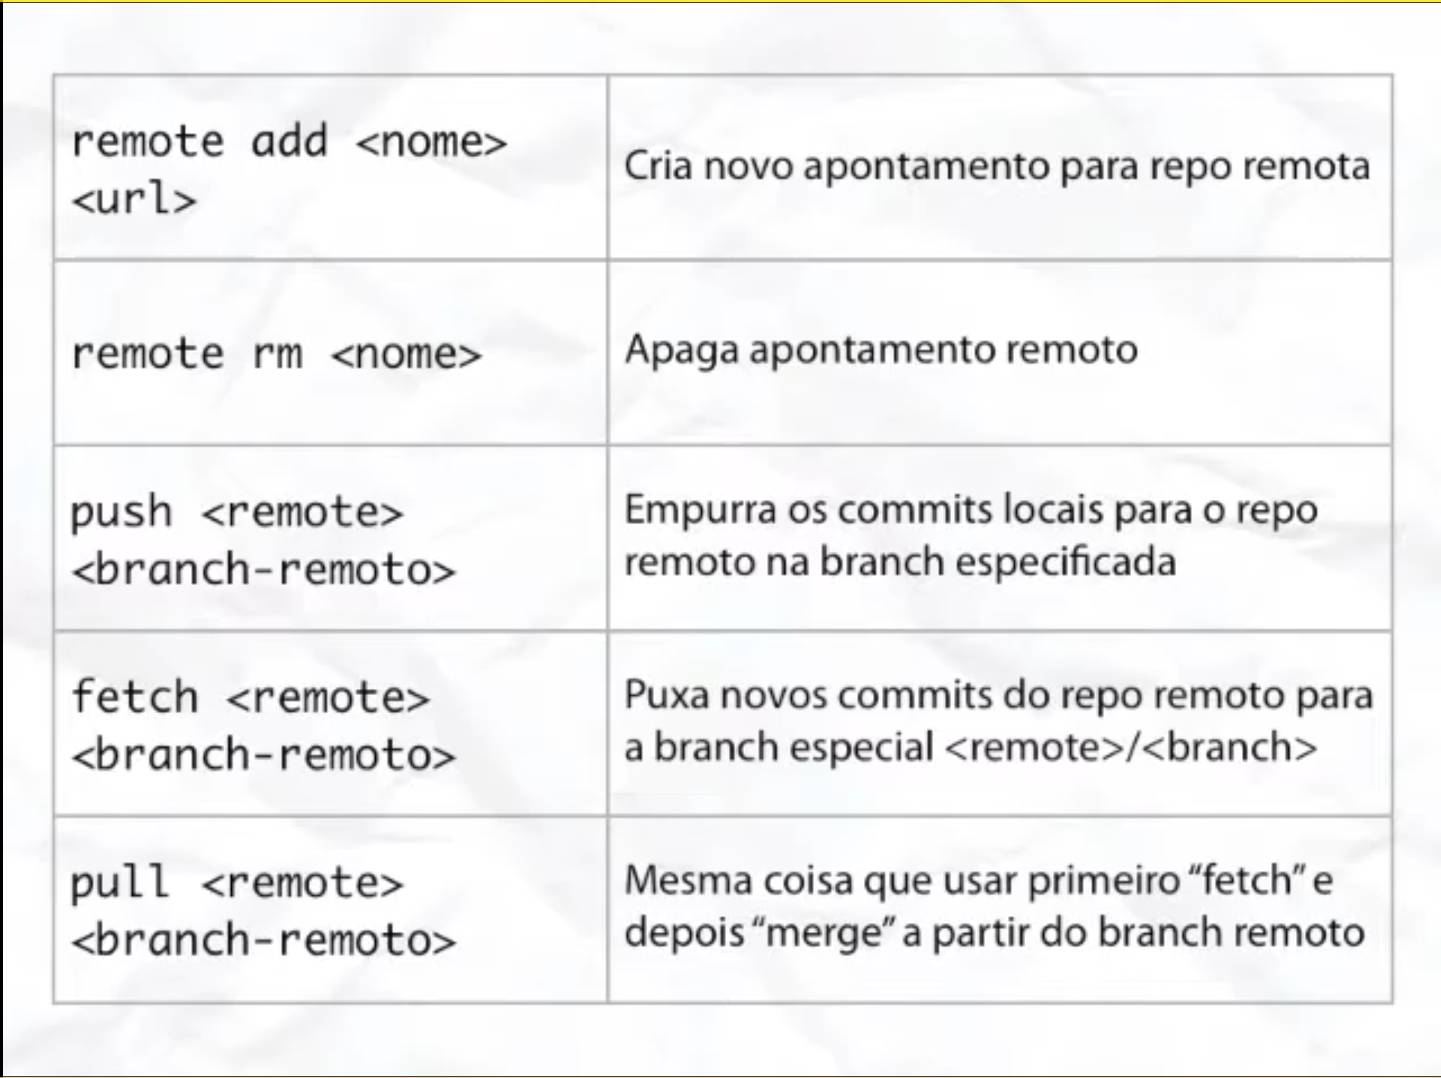 remote add <nome>
<url>
Cria novo apontamento para repo remota
remote rm <nome>
Apaga apontamento remoto
push <remote>
<branch-remoto>
Empurra os commits locais para o repo
remoto na branch especificada
fetch <remote>
<branch-remoto>
Puxa novos commits do repo remoto para
a branch especial <remote>/<branch>
pull <remote>
<branch-remoto>
Mesma coisa que usar primeiro “fetch” e
depois “merge” a partir do branch remoto